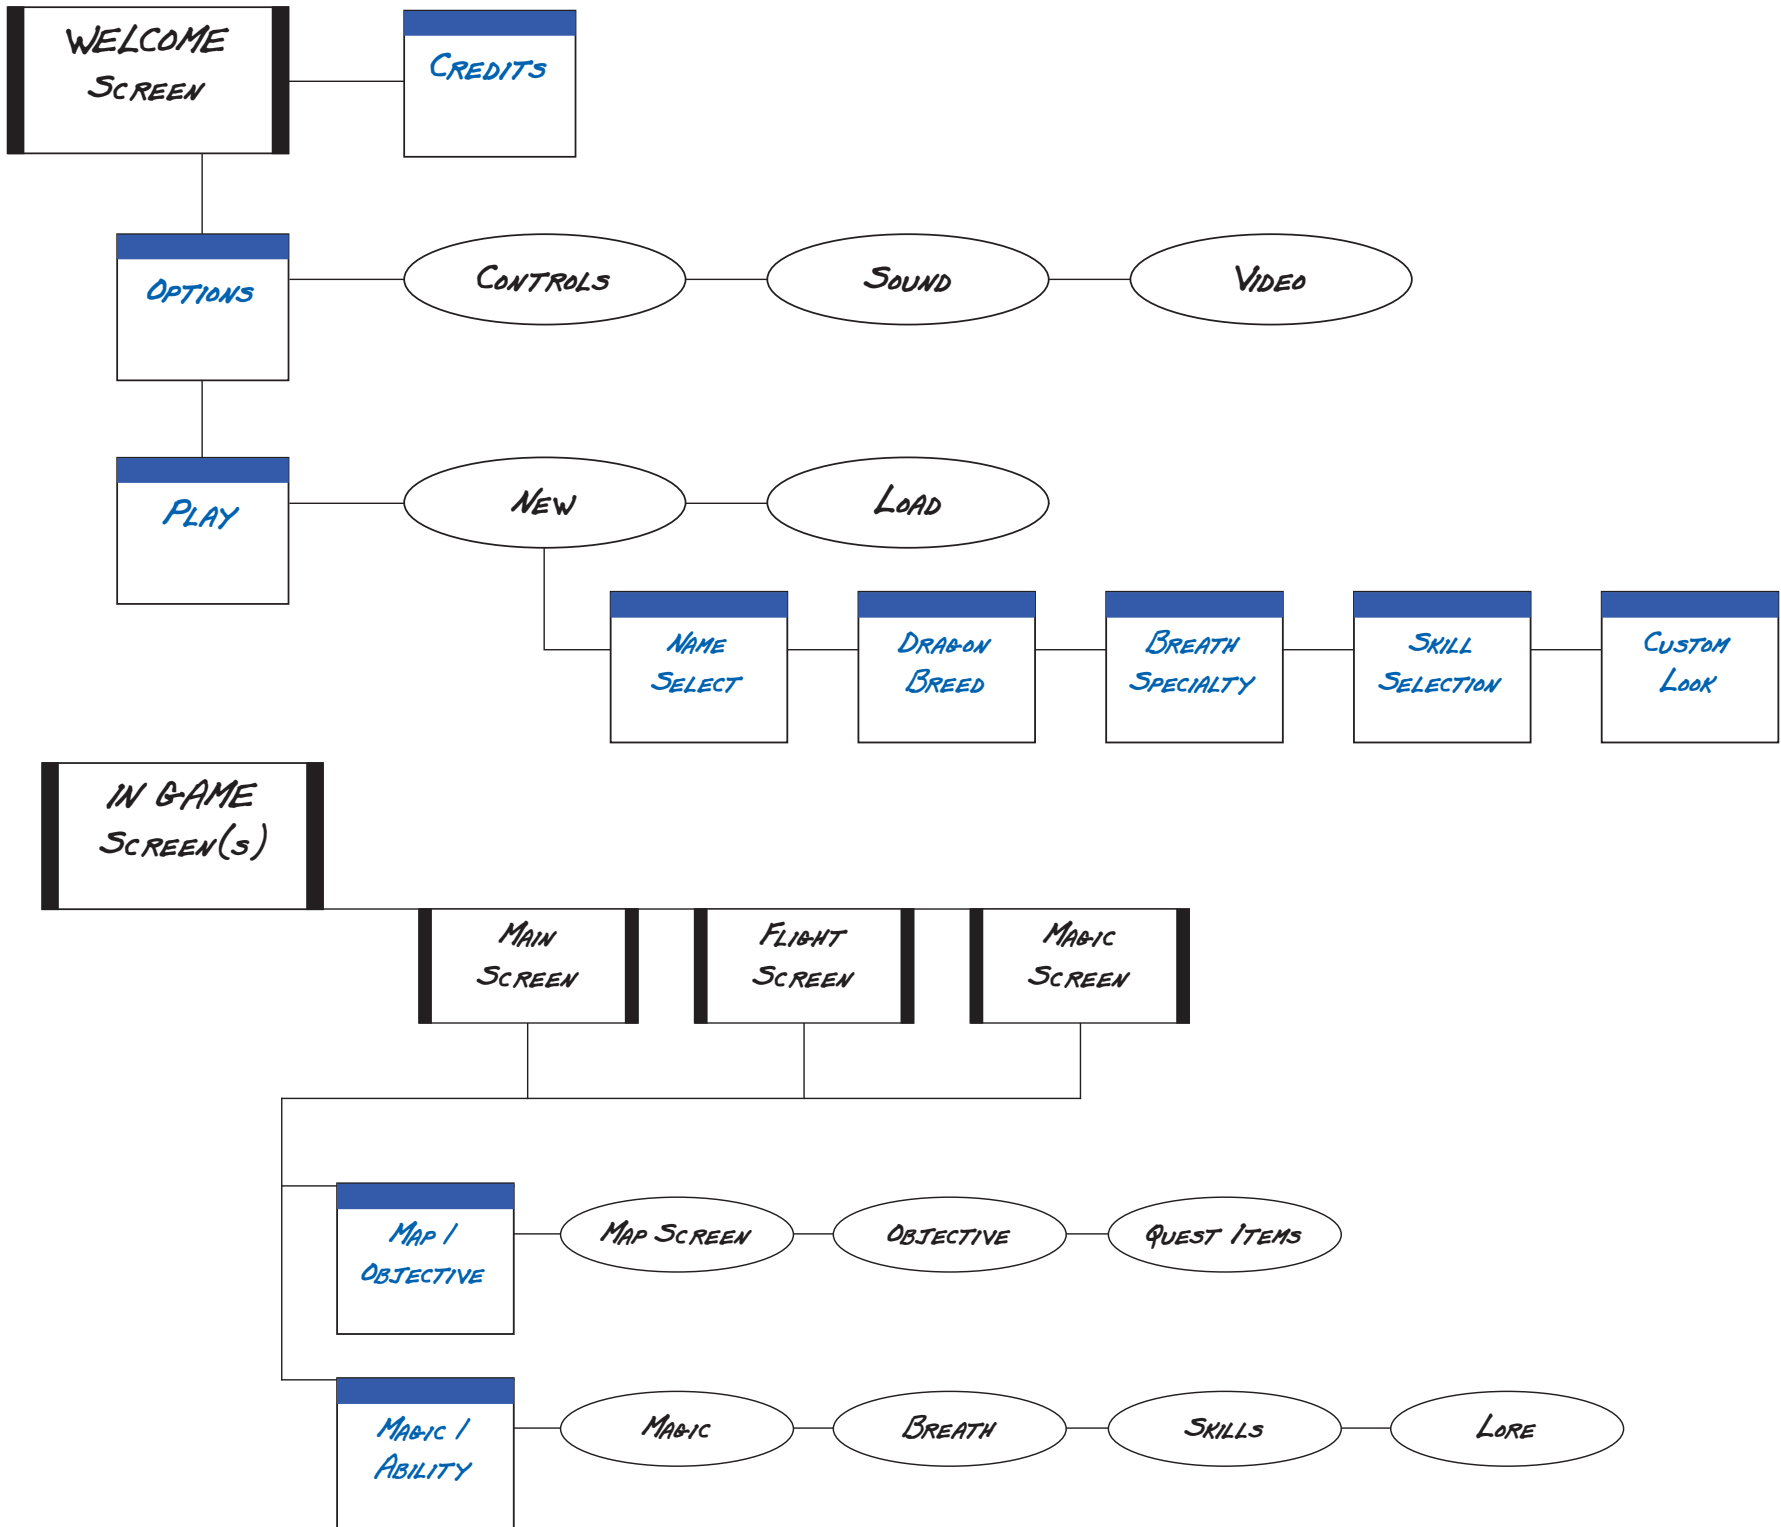 WELCOME
SCREEN
CREDITS
OPTIONS
CONTROLS
SOUND
VIDEO
PLAY
NEW
LOAD
NAME
SELECT
DRAGON
BREED
BREATH
SPECIALTY
SKILL
SELECTION
CUSTOM
LOOK
IN GAME
SCREEN(S)
MAIN
SCREEN
FLIGHT
SCREEN
MAGIC
SCREEN
MAP /
OBJECTIVE
MAP SCREEN
OBJECTIVE
QUEST ITEMS
MAGIC /
ABILITY
MAGIC
BREATH
SKILLS
LORE